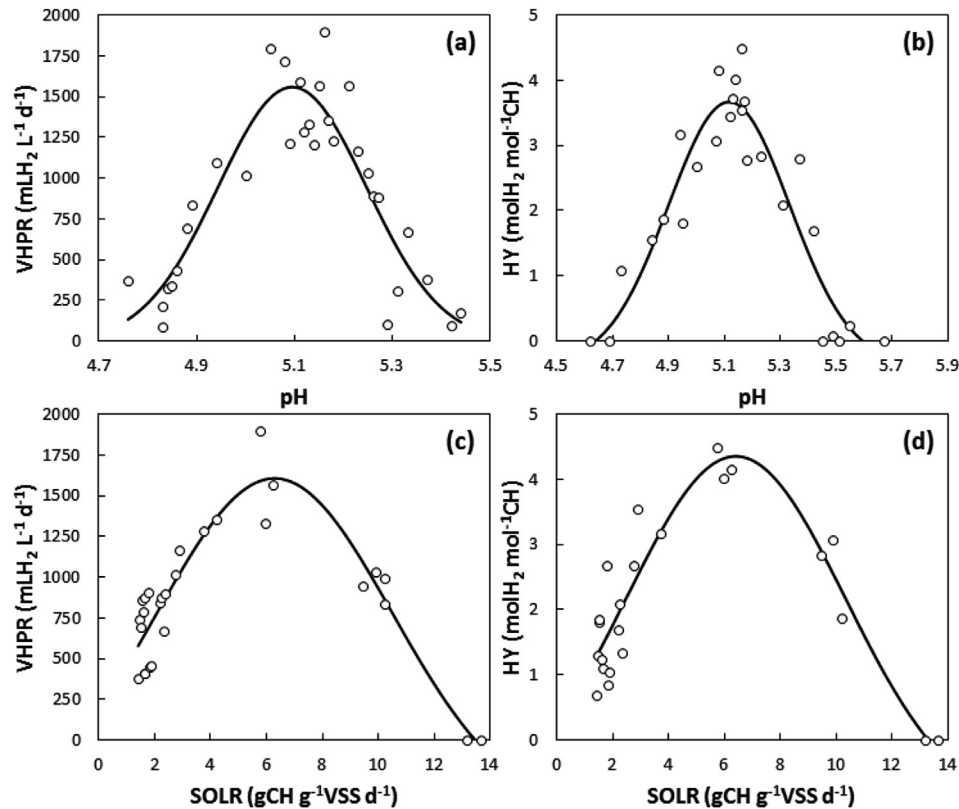 (a)
VHPR (mLH₂ L⁻¹ d⁻¹)
2000
1750
1500
1250
1000
750
500
250
0
4.7 4.9 5.1 5.3 5.5
pH
(b)
HY (molH₂ mol⁻¹CH)
5
4
3
2
1
0
4.5 4.7 4.9 5.1 5.3 5.5 5.7 5.9
pH
(c)
VHPR (mLH₂ L⁻¹ d⁻¹)
2000
1750
1500
1250
1000
750
500
250
0
0 2 4 6 8 10 12 14
SOLR (gCH g⁻¹VSS d⁻¹)
(d)
HY (molH₂ mol⁻¹CH)
5
4
3
2
1
0
0 2 4 6 8 10 12 14
SOLR (gCH g⁻¹VSS d⁻¹)